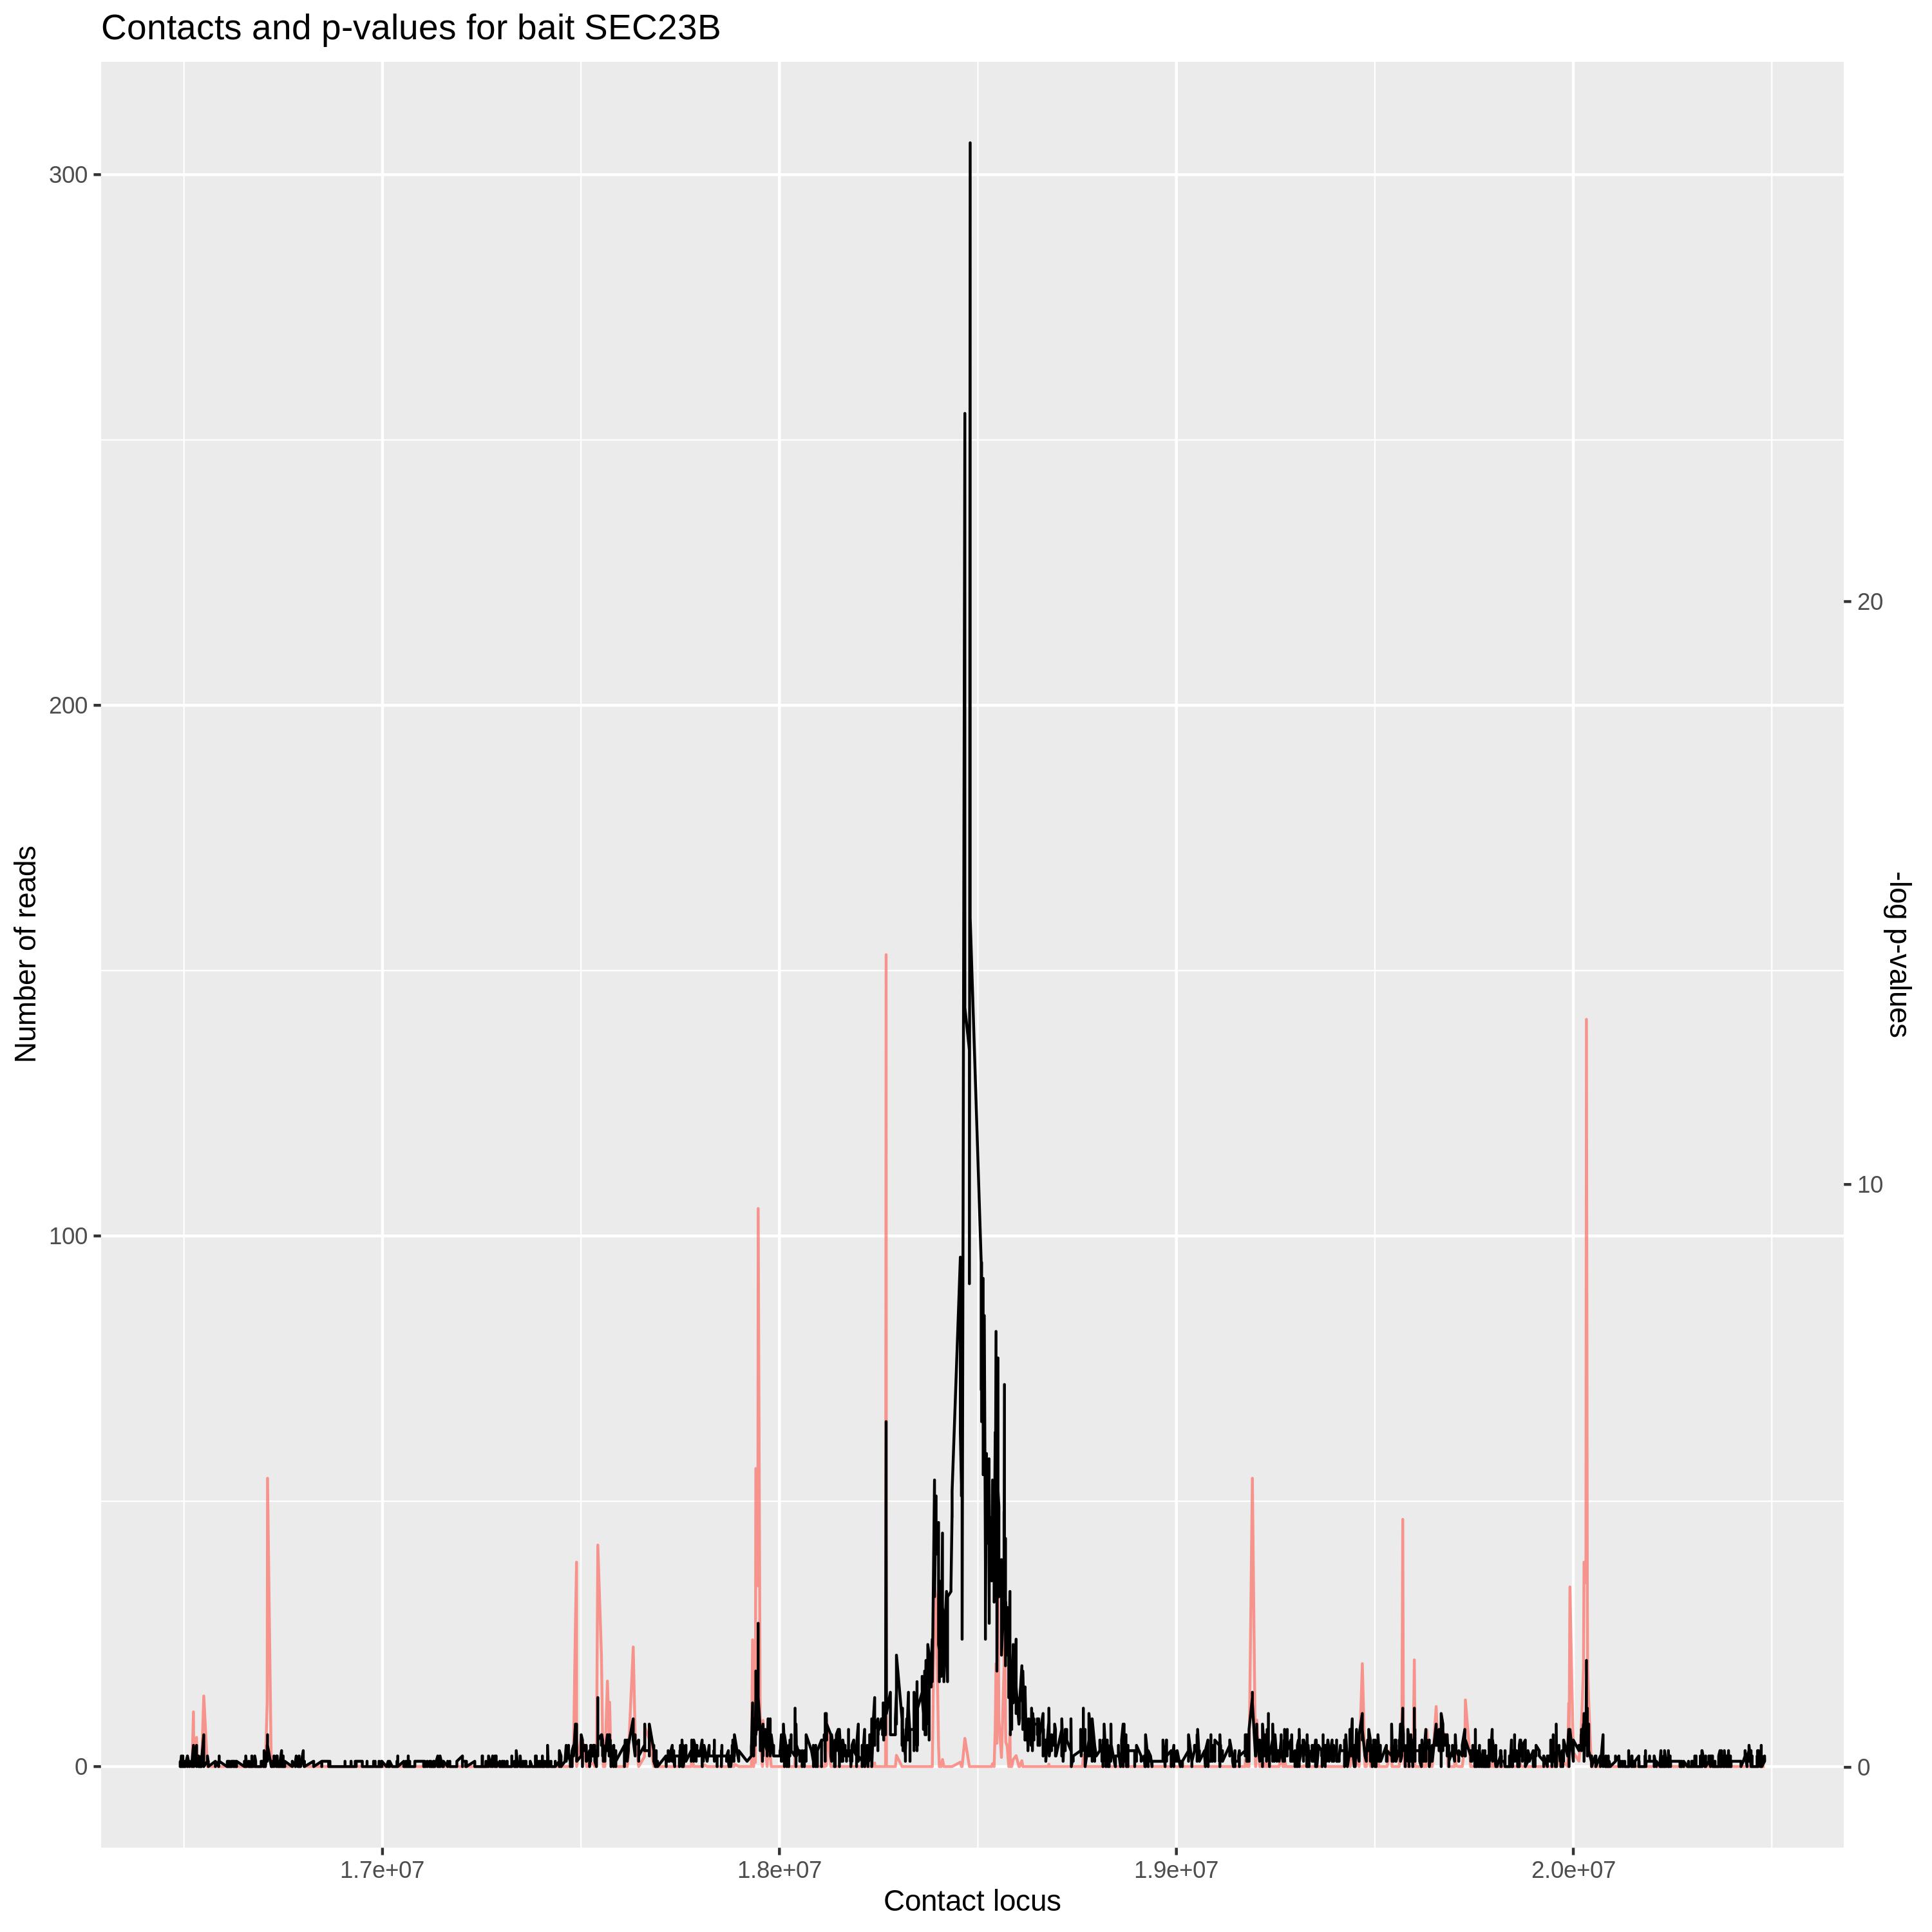 Contacts and p-values for bait SEC23B
300
200
100
0
Number of reads
20
10
0
-log p-values
1.7e+07
1.8e+07
1.9e+07
2.0e+07
Contact locus